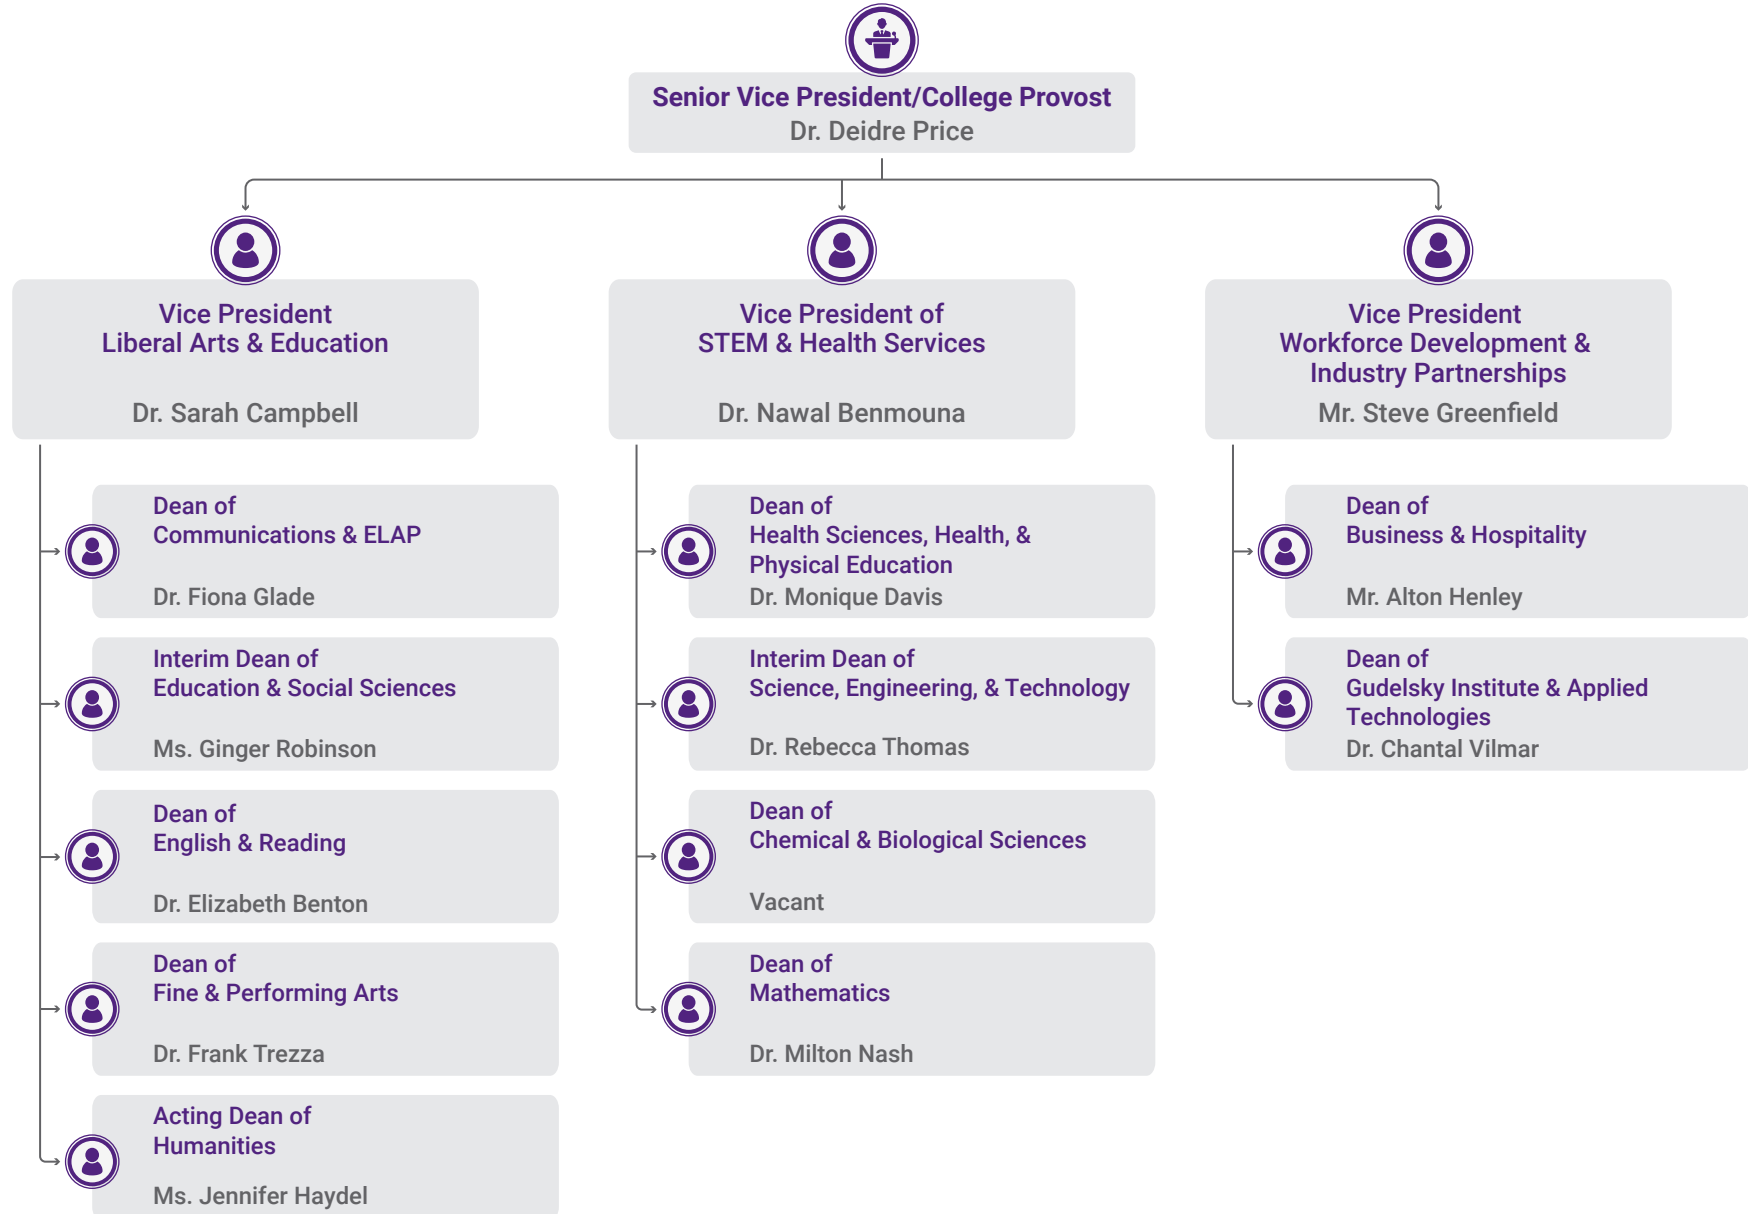 Senior Vice President/College Provost
Dr. Deidre Price
Vice President
Liberal Arts & Education
Dr. Sarah Campbell
Dean of
Communications & ELAP
Dr. Fiona Glade
Interim Dean of
Education & Social Sciences
Ms. Ginger Robinson
Dean of
English & Reading
Dr. Elizabeth Benton
Dean of
Fine & Performing Arts
Dr. Frank Trezza
Acting Dean of
Humanities
Ms. Jennifer Haydel
Vice President of
STEM & Health Services
Dr. Nawal Benmouna
Dean of
Health Sciences, Health, &
Physical Education
Dr. Monique Davis
Interim Dean of
Science, Engineering, & Technology
Dr. Rebecca Thomas
Dean of
Chemical & Biological Sciences
Vacant
Dean of
Mathematics
Dr. Milton Nash
Vice President
Workforce Development &
Industry Partnerships
Mr. Steve Greenfield
Dean of
Business & Hospitality
Mr. Alton Henley
Dean of
Gudelsky Institute & Applied
Technologies
Dr. Chantal Vilmar